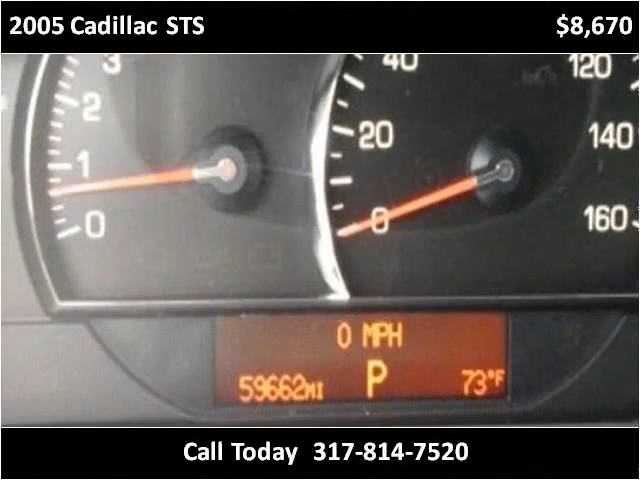 2005 Cadillac STS $8,670
3 40 120
2 20 140
1
0 0 160
0 MPH
59662MI P 73°F
Call Today 317-814-7520